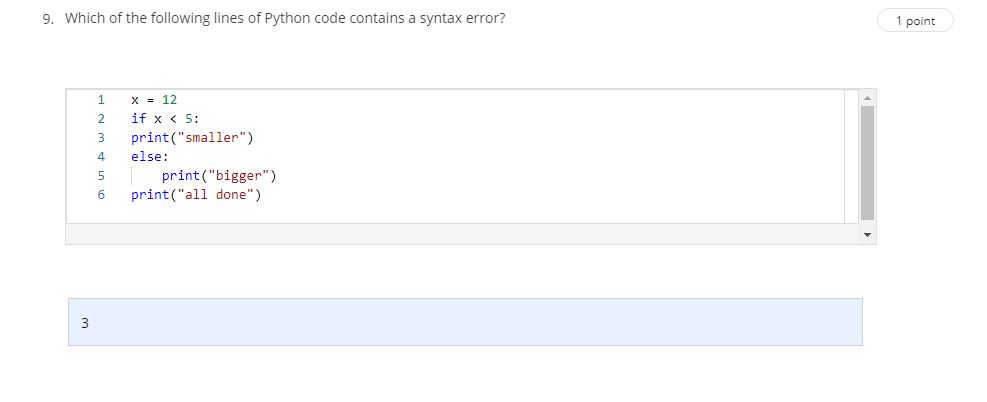 9. Which of the following lines of Python code contains a syntax error?
1 point
1 x = 12
2 if x < 5:
3 print("smaller")
4 else:
5     print("bigger")
6 print("all done")
3